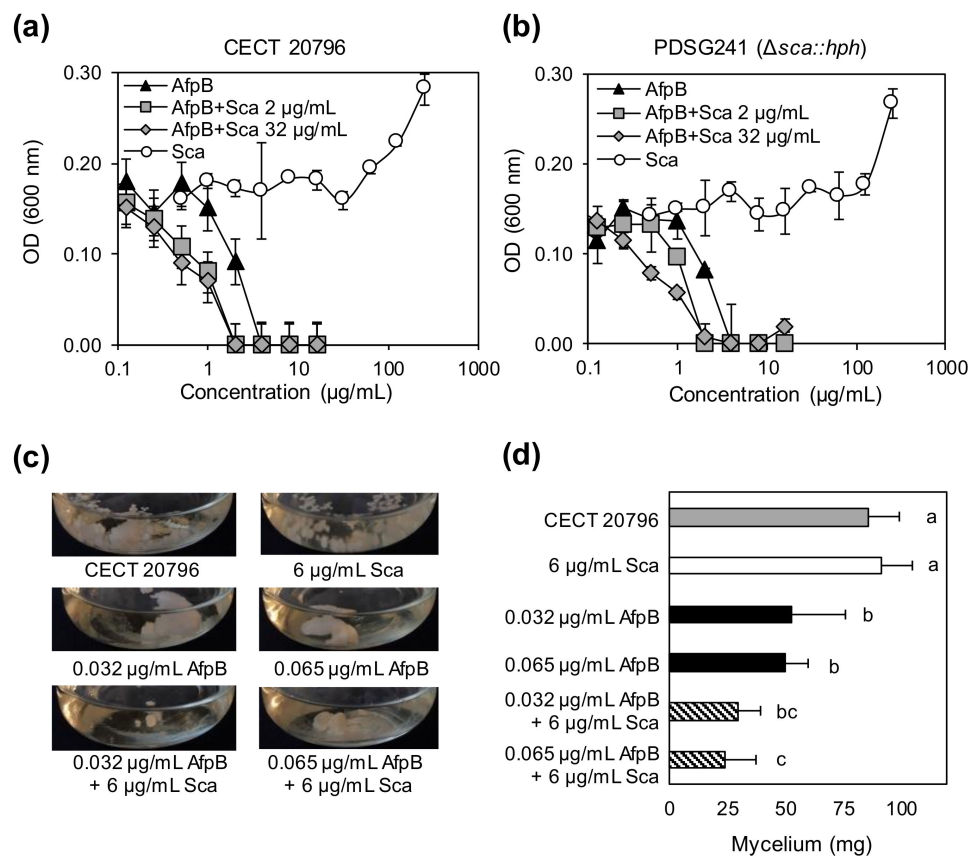 (a)
CECT 20796
0.30
0.20
0.10
0.00
OD (600 nm)
AfpB
AfpB+Sca 2 µg/mL
AfpB+Sca 32 µg/mL
Sca
0.1
1
10
100
1000
Concentration (µg/mL)
(b)
PDSG241 (Δsca::hph)
0.30
0.20
0.10
0.00
OD (600 nm)
AfpB
AfpB+Sca 2 µg/mL
AfpB+Sca 32 µg/mL
Sca
0.1
1
10
100
1000
Concentration (µg/mL)
(c)
CECT 20796
6 µg/mL Sca
0.032 µg/mL AfpB
0.065 µg/mL AfpB
0.032 µg/mL AfpB
+ 6 µg/mL Sca
0.065 µg/mL AfpB
+ 6 µg/mL Sca
(d)
CECT 20796
a
6 µg/mL Sca
a
0.032 µg/mL AfpB
b
0.065 µg/mL AfpB
b
0.032 µg/mL AfpB
+ 6 µg/mL Sca
bc
0.065 µg/mL AfpB
+ 6 µg/mL Sca
c
0
25
50
75
100
Mycelium (mg)